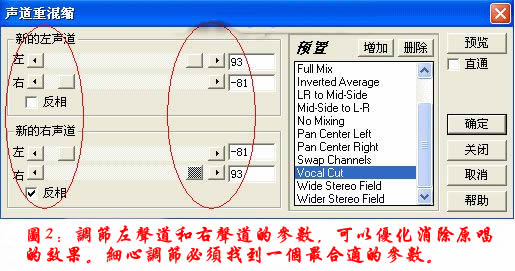 声道重混缩
新的左声道
左 93
右 -81
反相
新的右声道
左 -81
右 93
反相
预置 增加 删除
Full Mix
Inverted Average
LR to Mid-Side
Mid-Side to L-R
No Mixing
Pan Center Left
Pan Center Right
Swap Channels
Vocal Cut
Wide Stereo Field
Wider Stereo Field
预览
直通
确定
关闭
取消
帮助
圖2：調節左聲道和右聲道的參數，可以優化消除原唱
的效果。細心調節必須找到一個最合適的參數。